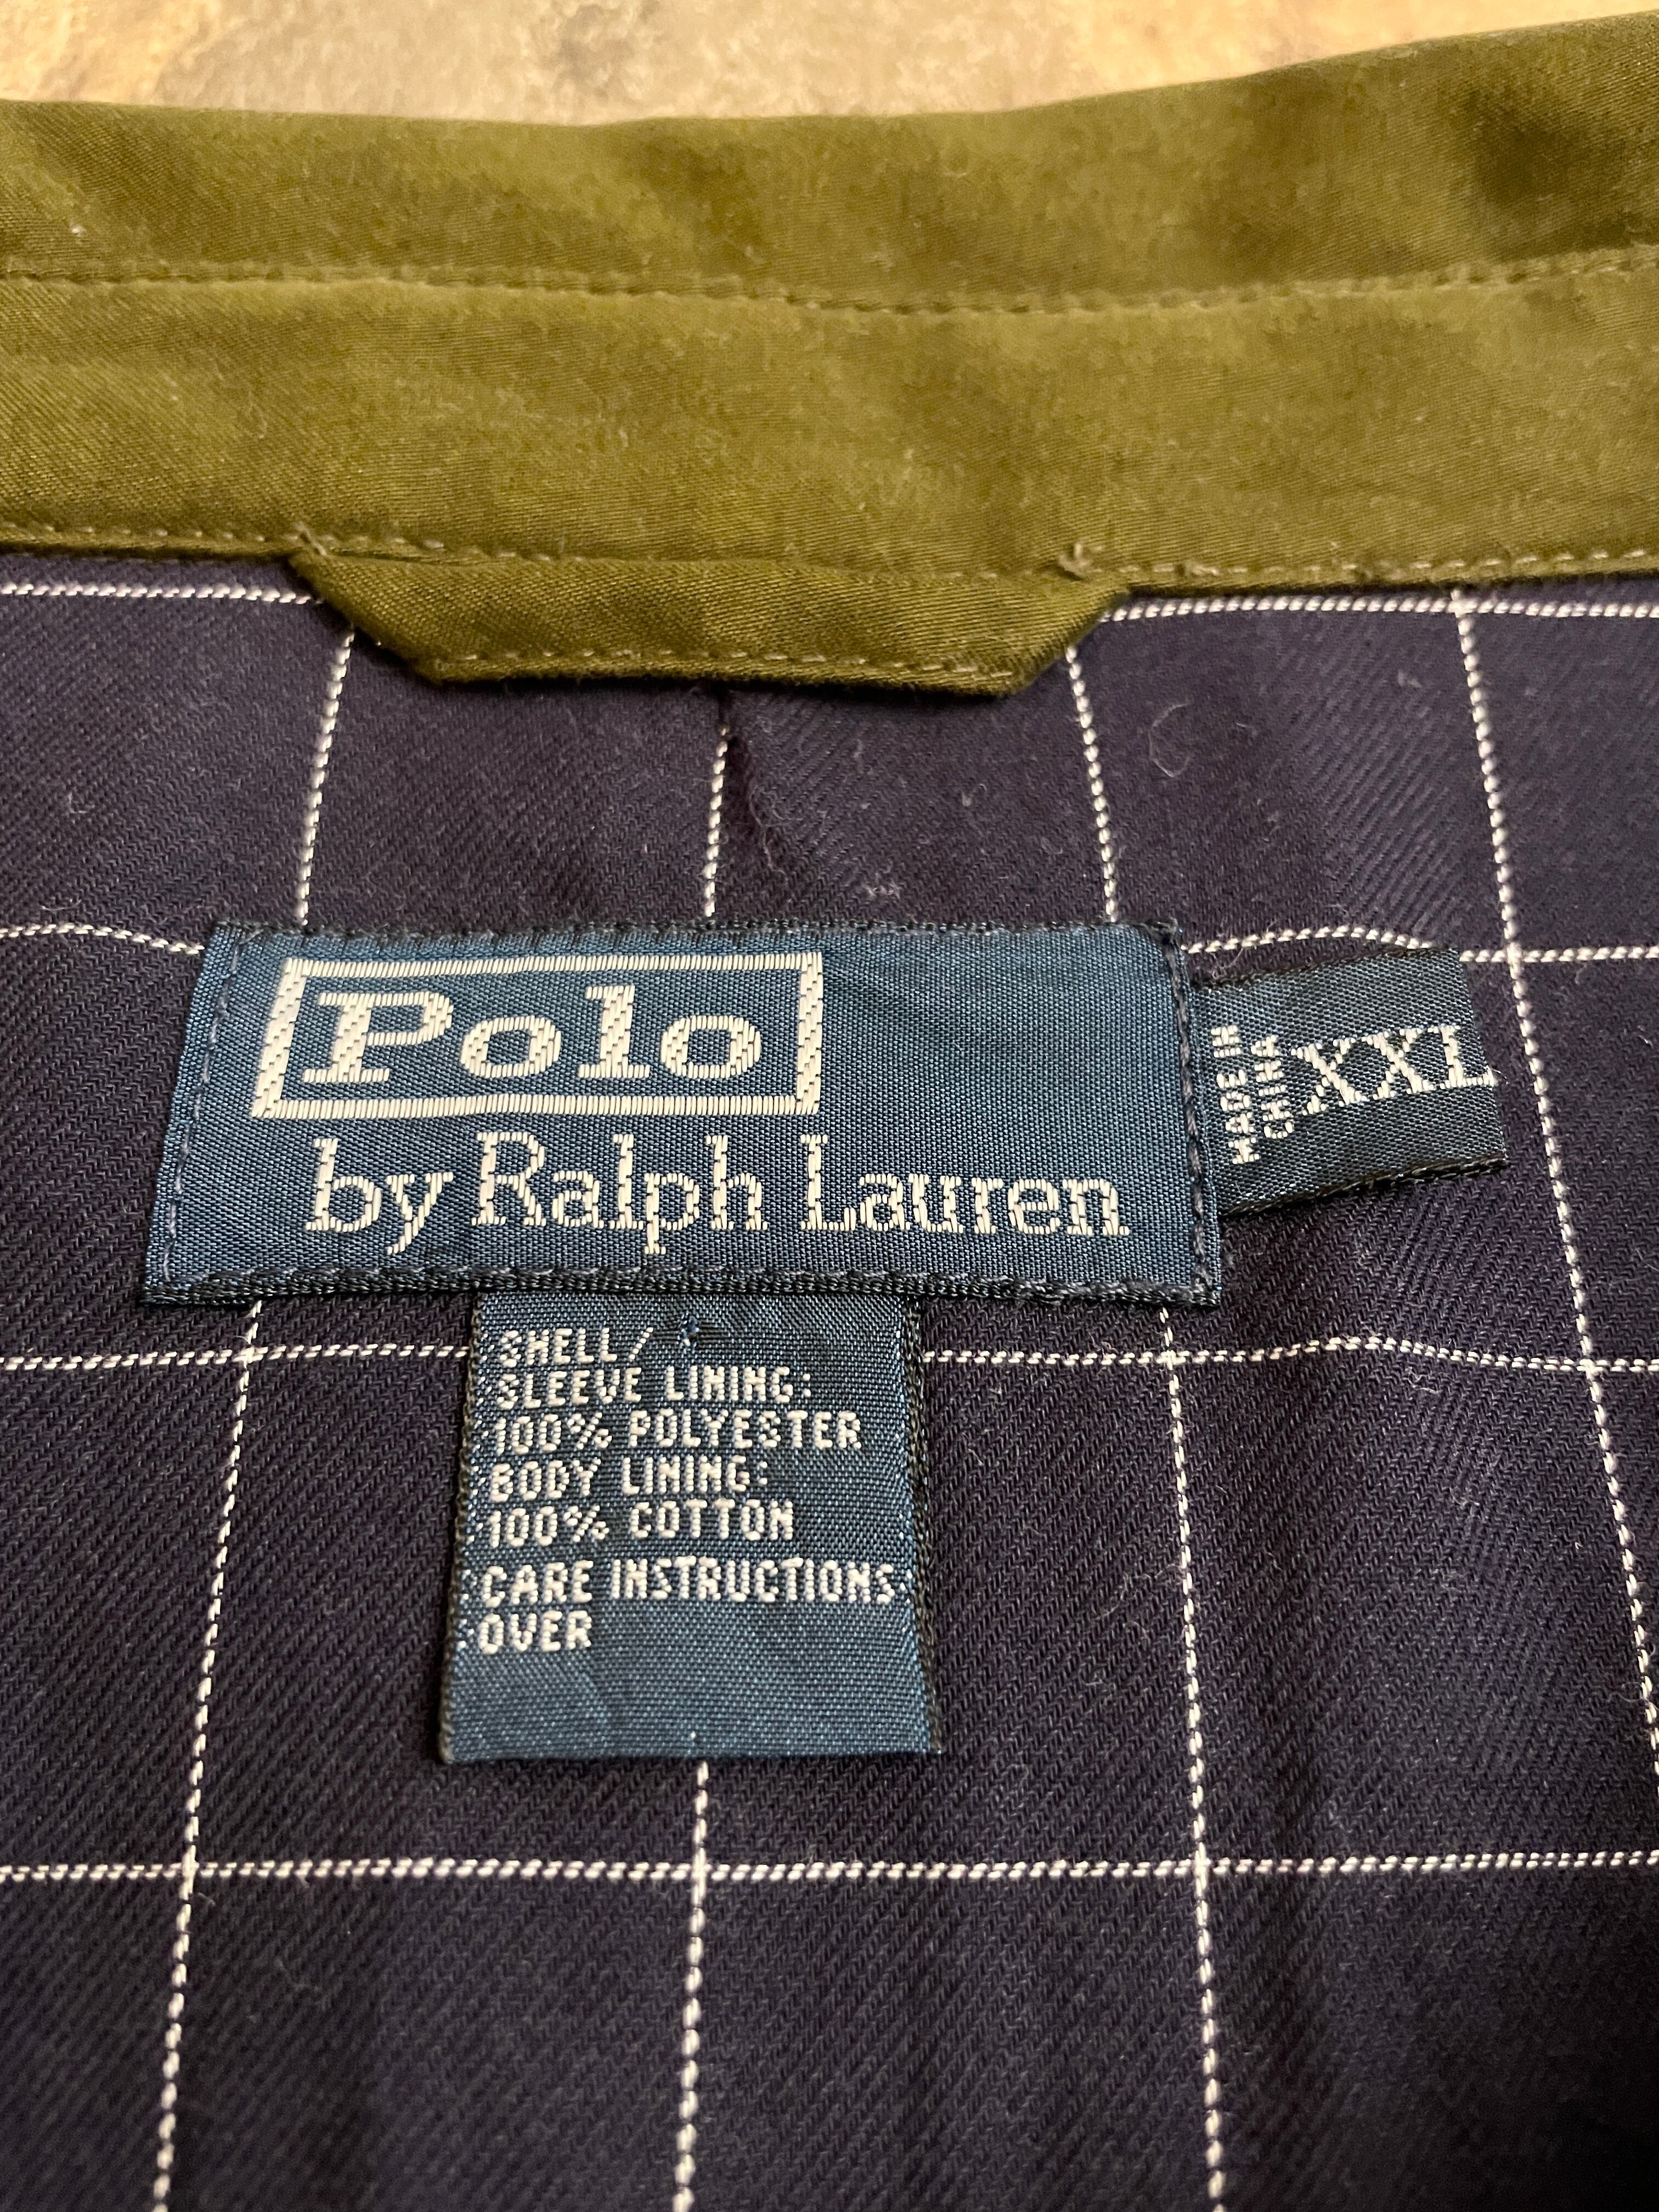 Polo
by Ralph Lauren
MADE IN
CHINA
XXL
SHELL/
SLEEVE LINING:
100% POLYESTER
BODY LINING:
100% COTTON
CARE INSTRUCTIONS
OVER